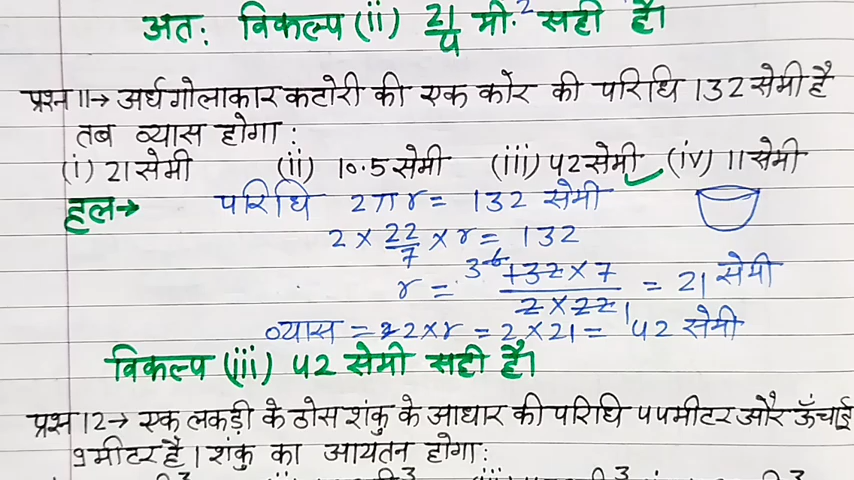 अतः विकल्प (ii) 21/4 मी.² सही है।
प्रश्न 11→ अर्धगोलाकार कटोरी की एक कोर की परिधि 132 सेमी है
तब व्यास होगा :
(i) 21 सेमी (ii) 10.5 सेमी (iii) 42 सेमी ✓ (iv) 11 सेमी
हल→ परिधि 2πr = 132 सेमी
2 × 22/7 × r = 132
r = 3 6 132 × 7 / 2 × 22 1 = 21 सेमी
व्यास = 2 × r = 2 × 21 = 42 सेमी
विकल्प (iii) 42 सेमी सही है।
प्रश्न 12→ एक लकड़ी के ठोस शंकु के आधार की परिधि 44 मीटर और ऊँचाई
9 मीटर है। शंकु का आयतन होगा: